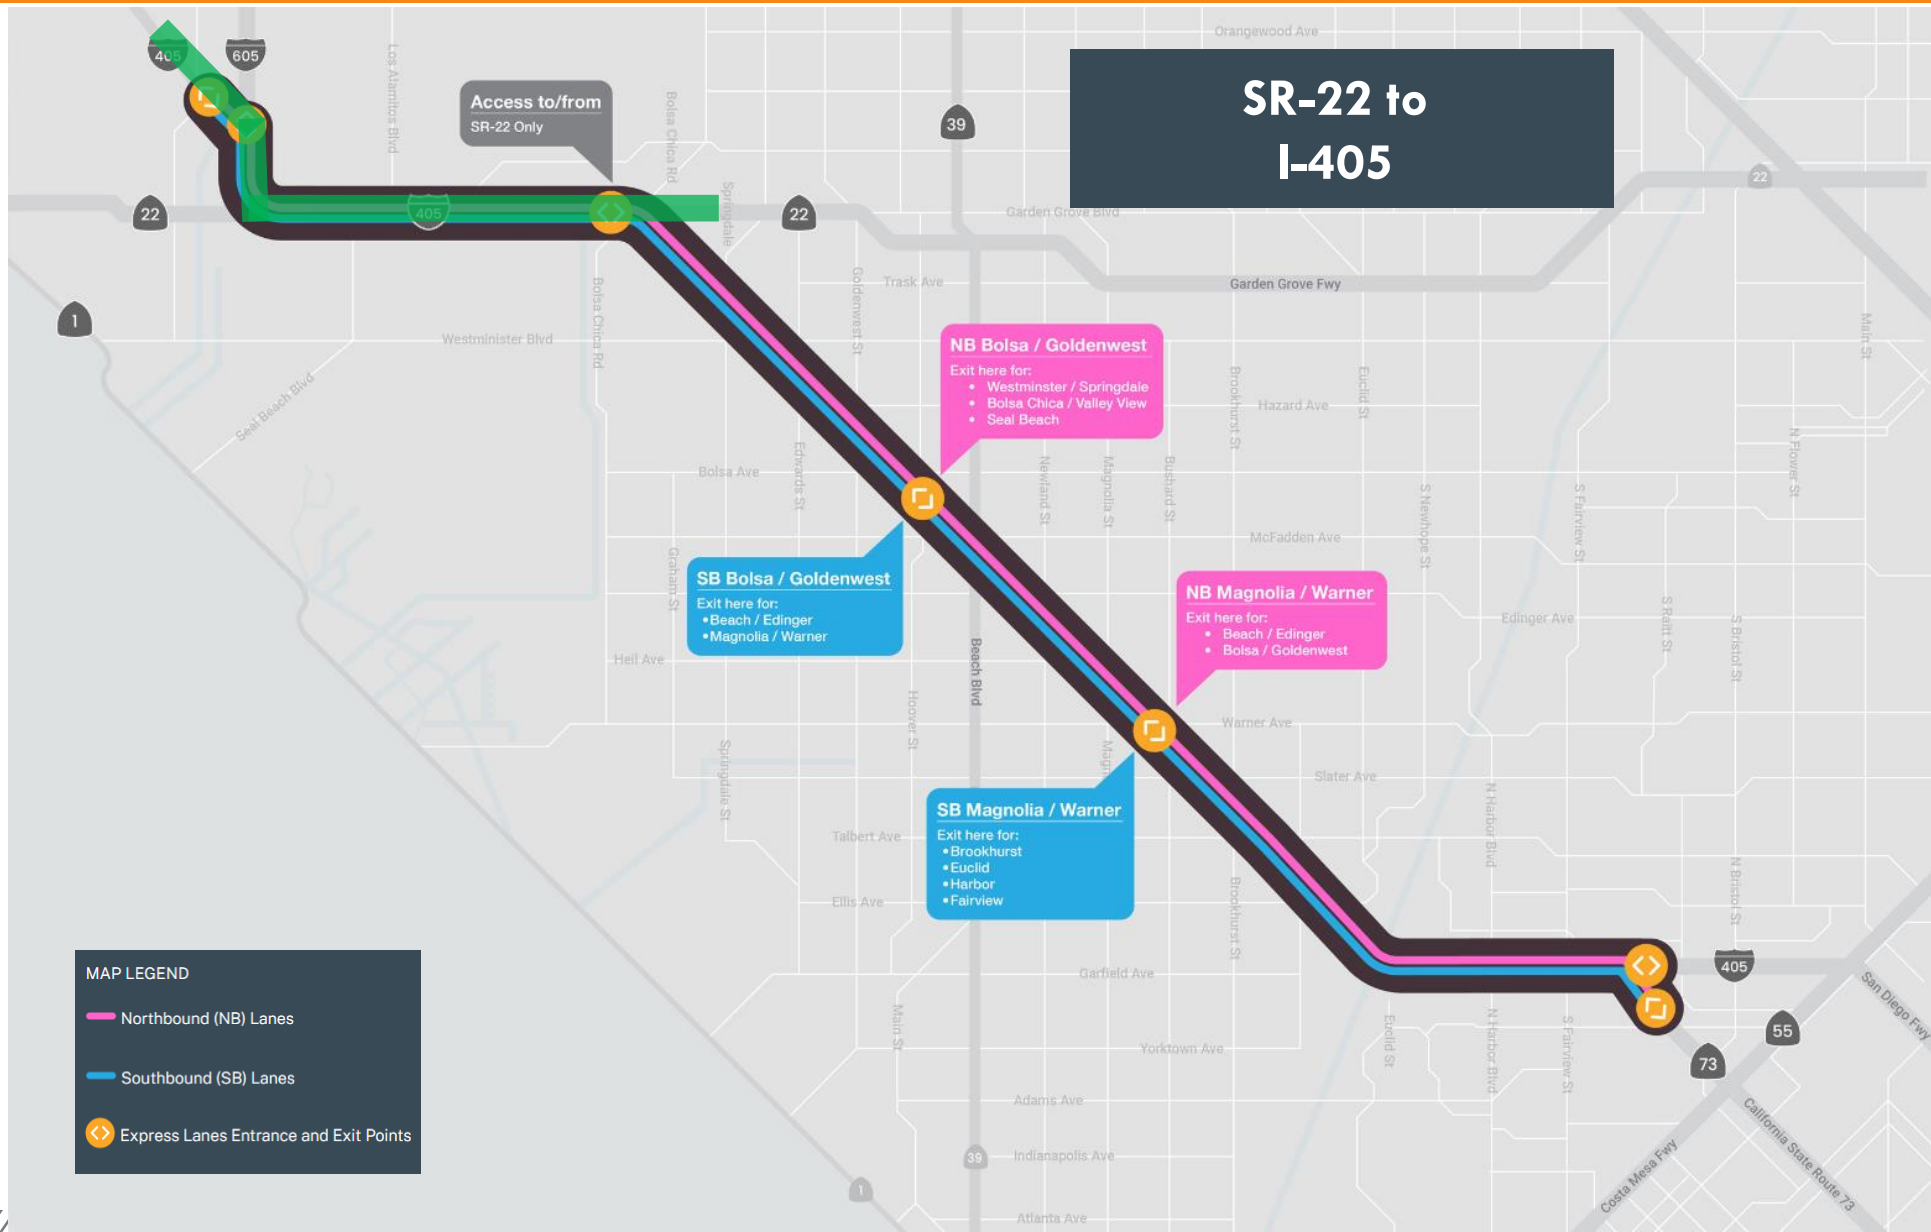 SR-22 to
I-405
405
605
Los Alamitos Blvd
Access to/from
SR-22 Only
Bolsa Chica Rd
39
Orangewood Ave
22
22
405
Springdale
22
Garden Grove Blvd
Trask Ave
Garden Grove Fwy
1
Westminister Blvd
Bolsa Chica Rd
Goldenwest St
Main St
Seal Beach Blvd
NB Bolsa / Goldenwest
Exit here for:
• Westminster / Springdale
• Bolsa Chica / Valley View
• Seal Beach
Brookhurst St
Euclid St
Hazard Ave
Bolsa Ave
Edwards St
Newland St
Magnolia St
Bushard St
S Newhope St
S Fairview St
N Flower St
McFadden Ave
Graham St
SB Bolsa / Goldenwest
Exit here for:
• Beach / Edinger
• Magnolia / Warner
NB Magnolia / Warner
Exit here for:
• Beach / Edinger
• Bolsa / Goldenwest
Edinger Ave
S Raitt St
S Bristol St
Heil Ave
Beach Blvd
Hoover St
Warner Ave
Springdale St
Slater Ave
SB Magnolia / Warner
Exit here for:
• Brookhurst
• Euclid
• Harbor
• Fairview
Talbert Ave
N Harbor Blvd
Ellis Ave
Brookhurst St
N Bristol St
Garfield Ave
405
San Diego Fwy
MAP LEGEND
Northbound (NB) Lanes
Southbound (SB) Lanes
Express Lanes Entrance and Exit Points
Main St
Euclid St
N Harbor Blvd
S Fairview St
55
73
Yorktown Ave
Adams Ave
39
Indianapolis Ave
1
Atlanta Ave
Costa Mesa Fwy
California State Route 73